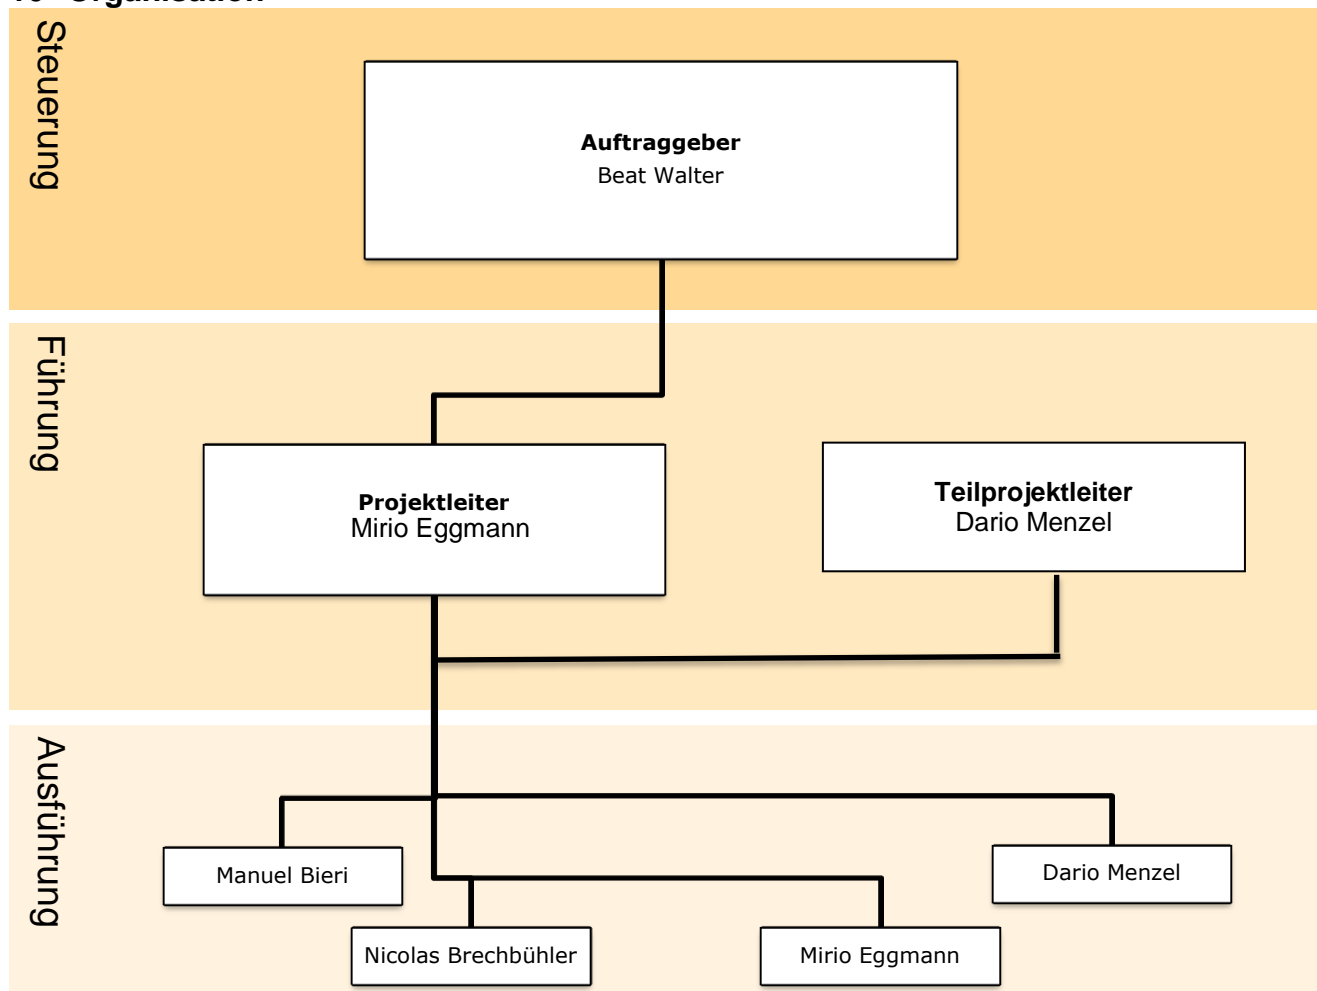 Steuerung
Auftraggeber
Beat Walter
Führung
Projektleiter
Mirio Eggmann
Teilprojektleiter
Dario Menzel
Ausführung
Manuel Bieri
Dario Menzel
Nicolas Brechbühler
Mirio Eggmann